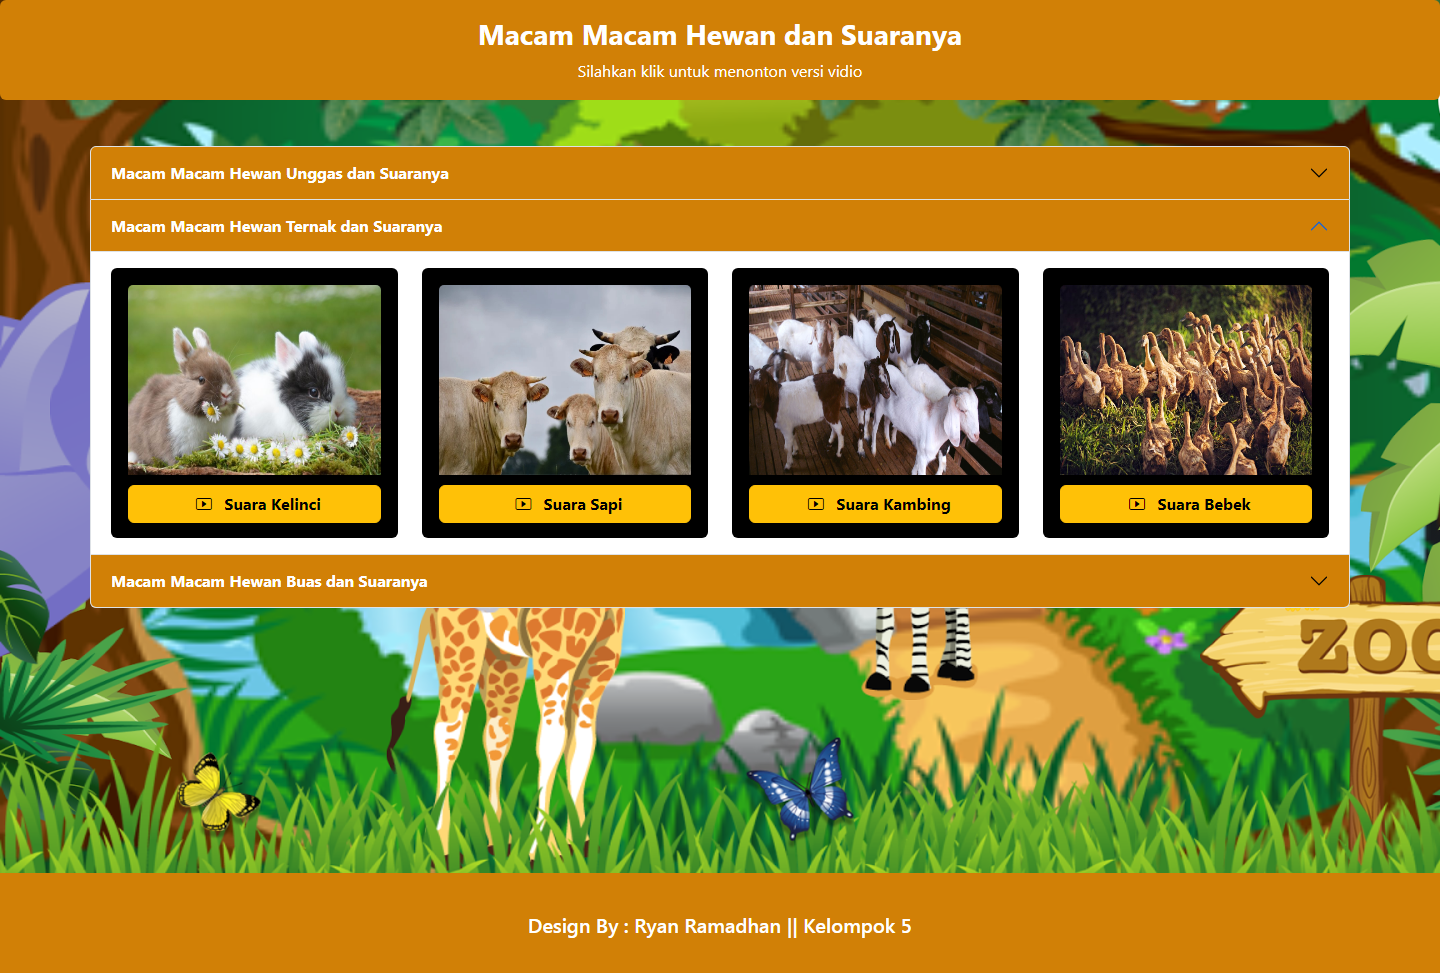 Macam Macam Hewan dan Suaranya
Silahkan klik untuk menonton versi vidio
Macam Macam Hewan Unggas dan Suaranya
Macam Macam Hewan Ternak dan Suaranya
Suara Kelinci
Suara Sapi
Suara Kambing
Suara Bebek
Macam Macam Hewan Buas dan Suaranya
ZOO
Design By : Ryan Ramadhan || Kelompok 5